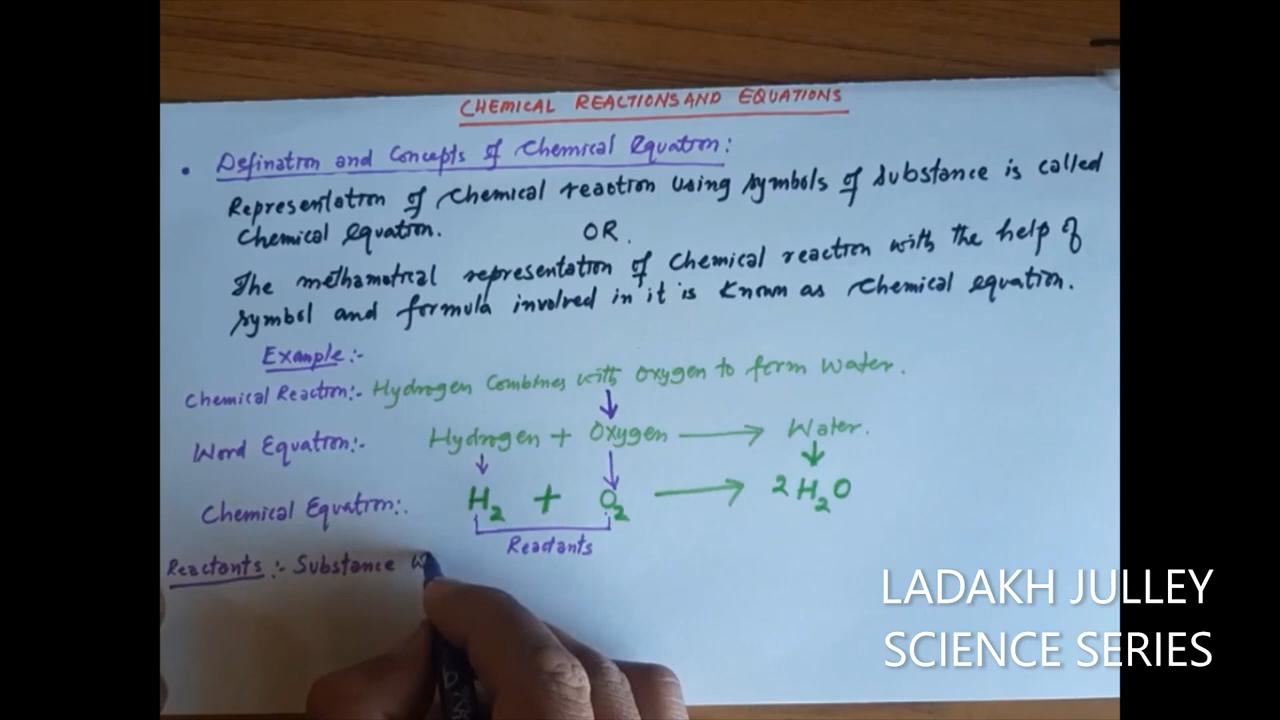 CHEMICAL REACTIONS AND EQUATIONS
• Defination and Concepts of Chemical Equation:
Representation of Chemical reaction using symbols of substance is called
Chemical equation. OR.
The methamatical representation of Chemical reaction with the help of
symbol and formula involved in it is known as Chemical equation.
Example:-
Chemical Reaction:- Hydrogen Combines with Oxygen to form Water.
Word Equation:- Hydrogen + Oxygen → Water.
Chemical Equation:. H2 + O2 → 2H2O
Reactants
Reactants :- Substance W
LADAKH JULLEY
SCIENCE SERIES